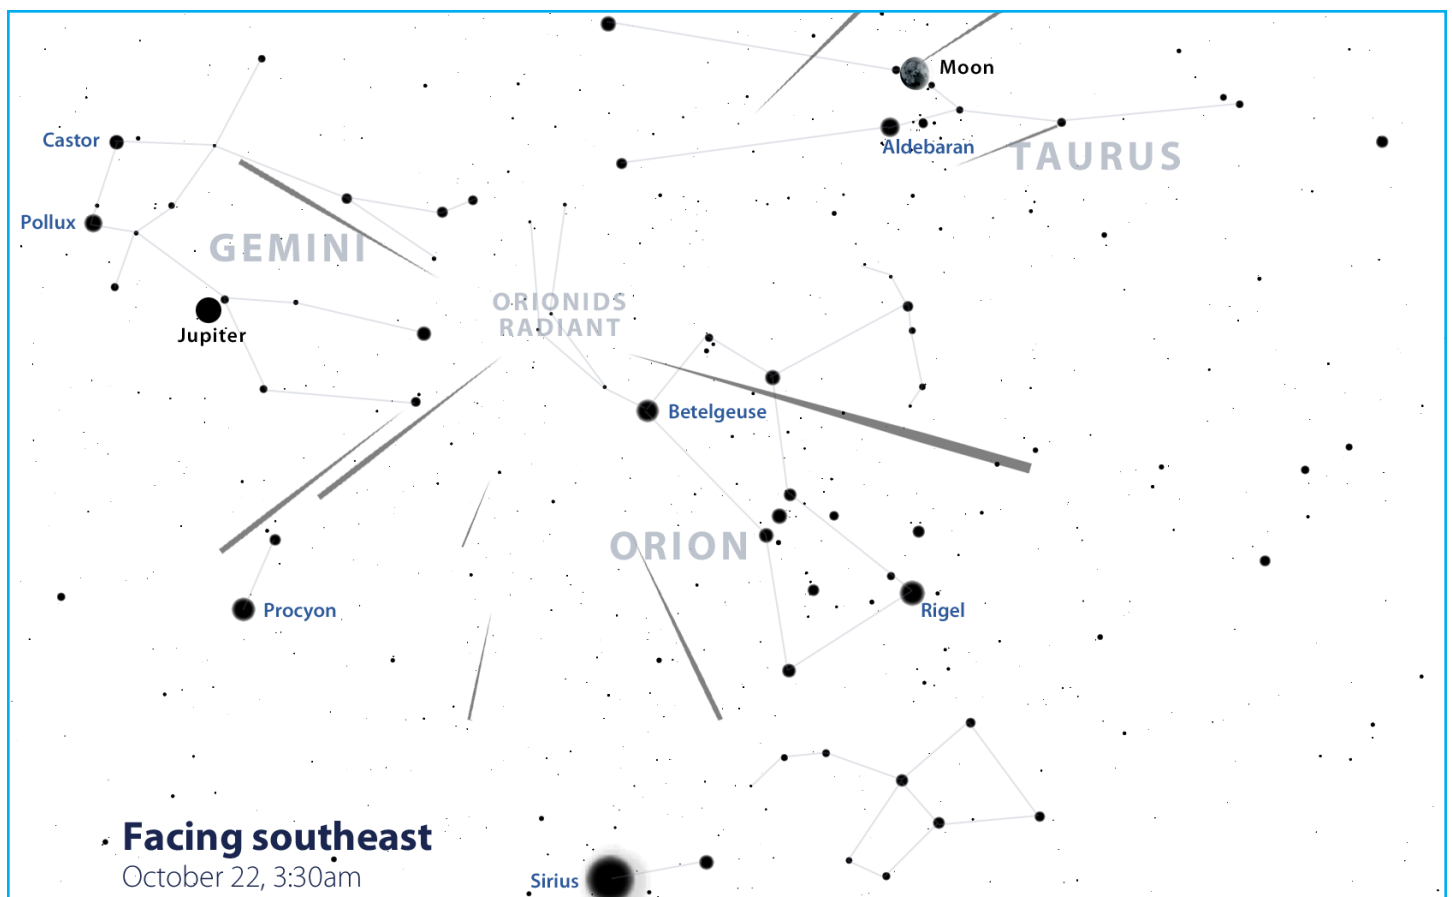 Moon
Castor
Aldebaran
TAURUS
Pollux
GEMINI
ORIONIDS
RADIANT
Jupiter
Betelgeuse
ORION
Procyon
Rigel
Facing southeast
October 22, 3:30am
Sirius